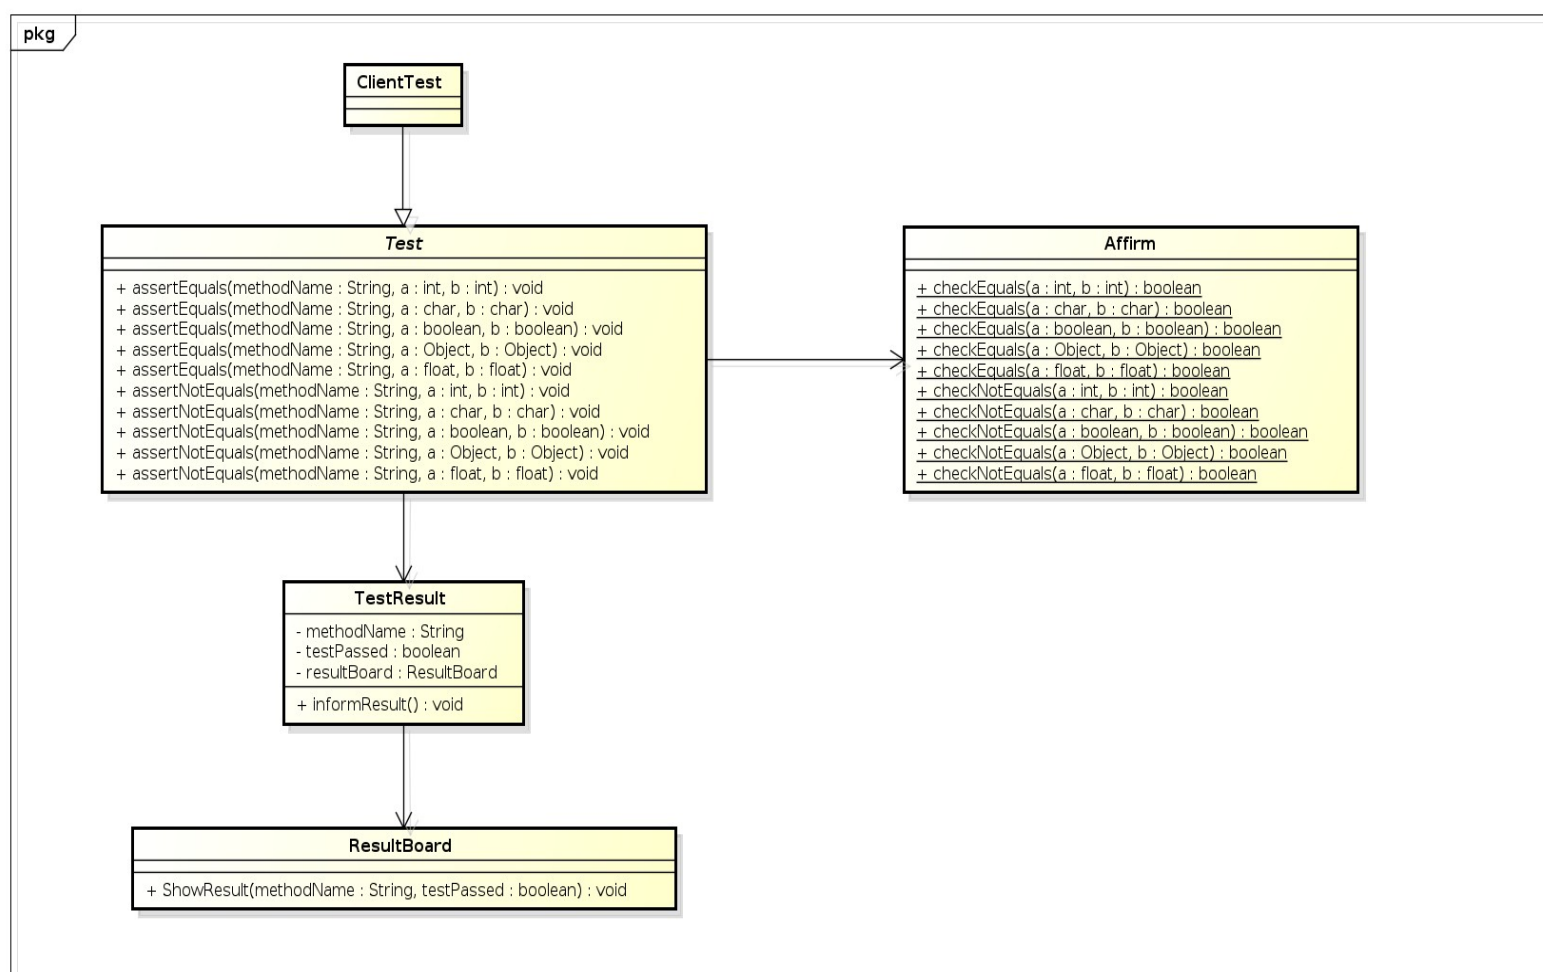 pkg
ClientTest
Test
+ assertEquals(methodName : String, a : int, b : int) : void
+ assertEquals(methodName : String, a : char, b : char) : void
+ assertEquals(methodName : String, a : boolean, b : boolean) : void
+ assertEquals(methodName : String, a : Object, b : Object) : void
+ assertEquals(methodName : String, a : float, b : float) : void
+ assertNotEquals(methodName : String, a : int, b : int) : void
+ assertNotEquals(methodName : String, a : char, b : char) : void
+ assertNotEquals(methodName : String, a : boolean, b : boolean) : void
+ assertNotEquals(methodName : String, a : Object, b : Object) : void
+ assertNotEquals(methodName : String, a : float, b : float) : void
Affirm
+ checkEquals(a : int, b : int) : boolean
+ checkEquals(a : char, b : char) : boolean
+ checkEquals(a : boolean, b : boolean) : boolean
+ checkEquals(a : Object, b : Object) : boolean
+ checkEquals(a : float, b : float) : boolean
+ checkNotEquals(a : int, b : int) : boolean
+ checkNotEquals(a : char, b : char) : boolean
+ checkNotEquals(a : boolean, b : boolean) : boolean
+ checkNotEquals(a : Object, b : Object) : boolean
+ checkNotEquals(a : float, b : float) : boolean
TestResult
- methodName : String
- testPassed : boolean
- resultBoard : ResultBoard
+ informResult() : void
ResultBoard
+ ShowResult(methodName : String, testPassed : boolean) : void